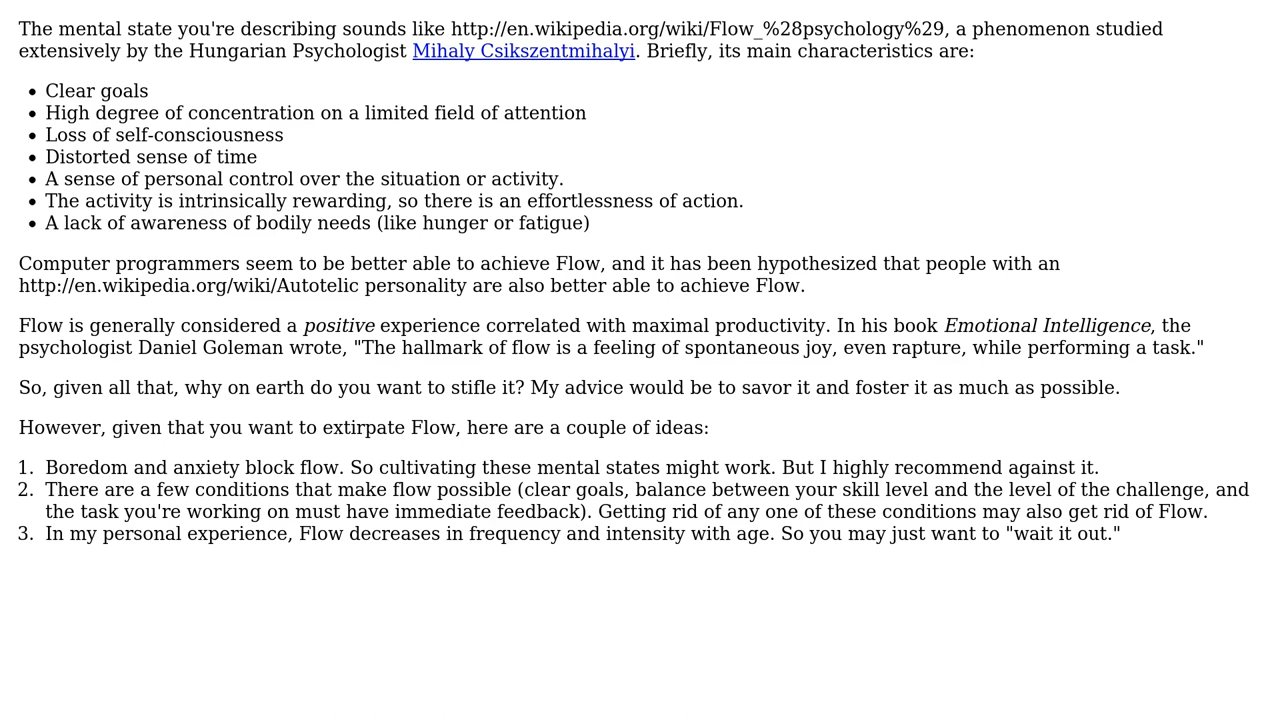 The mental state you're describing sounds like http://en.wikipedia.org/wiki/Flow_%28psychology%29, a phenomenon studied
extensively by the Hungarian Psychologist Mihaly Csikszentmihalyi. Briefly, its main characteristics are:
• Clear goals
• High degree of concentration on a limited field of attention
• Loss of self-consciousness
• Distorted sense of time
• A sense of personal control over the situation or activity.
• The activity is intrinsically rewarding, so there is an effortlessness of action.
• A lack of awareness of bodily needs (like hunger or fatigue)
Computer programmers seem to be better able to achieve Flow, and it has been hypothesized that people with an
http://en.wikipedia.org/wiki/Autotelic personality are also better able to achieve Flow.
Flow is generally considered a positive experience correlated with maximal productivity. In his book Emotional Intelligence, the
psychologist Daniel Goleman wrote, "The hallmark of flow is a feeling of spontaneous joy, even rapture, while performing a task."
So, given all that, why on earth do you want to stifle it? My advice would be to savor it and foster it as much as possible.
However, given that you want to extirpate Flow, here are a couple of ideas:
1. Boredom and anxiety block flow. So cultivating these mental states might work. But I highly recommend against it.
2. There are a few conditions that make flow possible (clear goals, balance between your skill level and the level of the challenge, and
the task you're working on must have immediate feedback). Getting rid of any one of these conditions may also get rid of Flow.
3. In my personal experience, Flow decreases in frequency and intensity with age. So you may just want to "wait it out."